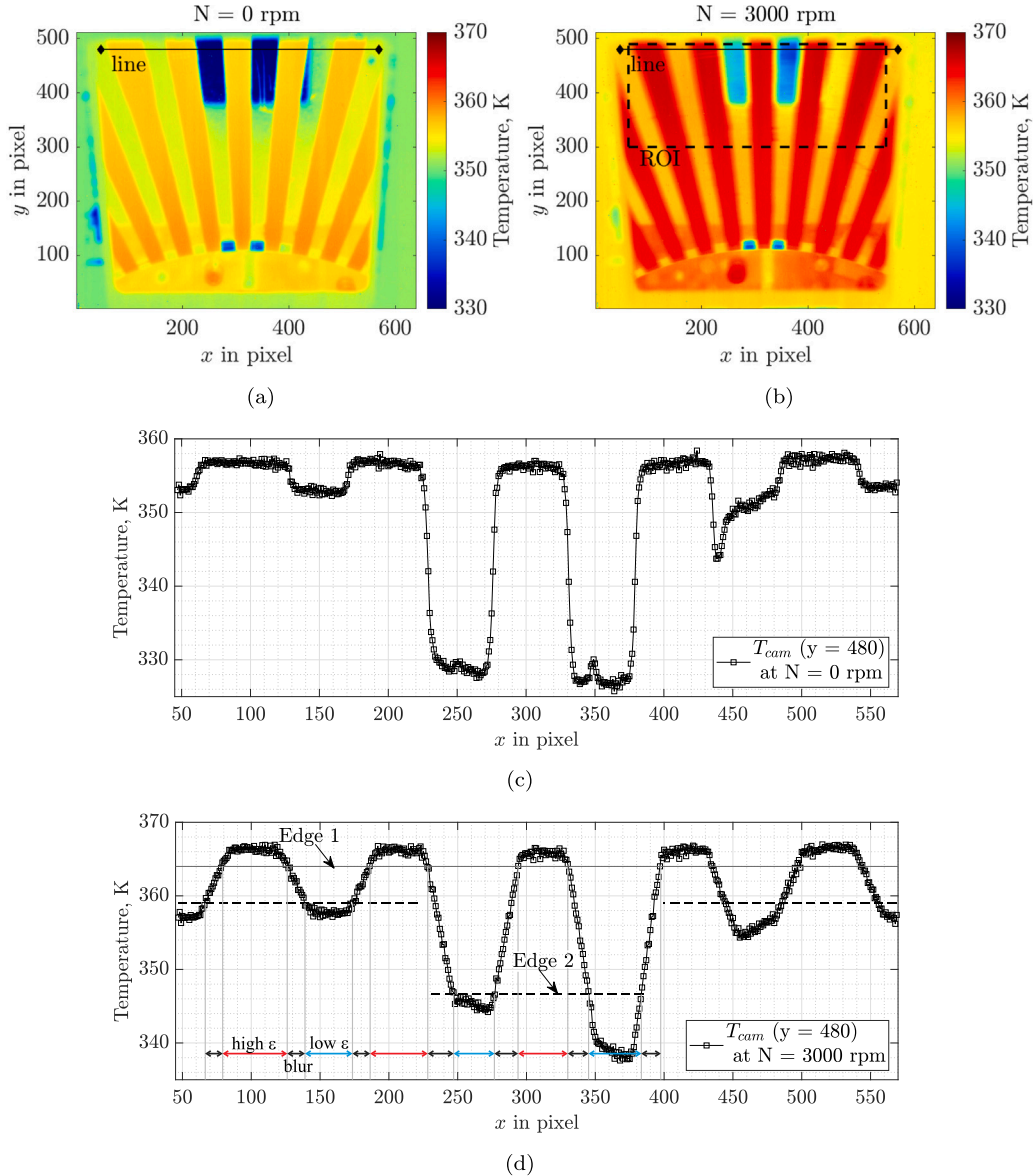 N = 0 rpm
N = 3000 rpm
500
400
300
200
100
y in pixel
line
200
400
600
x in pixel
370
360
350
340
330
Temperature, K
500
400
300
200
100
y in pixel
line
ROI
200
400
600
x in pixel
370
360
350
340
330
Temperature, K
(a)
(b)
360
350
340
330
Temperature, K
T_cam (y = 480)
at N = 0 rpm
50 100 150 200 250 300 350 400 450 500 550
x in pixel
(c)
370
360
350
340
Temperature, K
Edge 1
Edge 2
high ε
low ε
blur
T_cam (y = 480)
at N = 3000 rpm
50 100 150 200 250 300 350 400 450 500 550
x in pixel
(d)